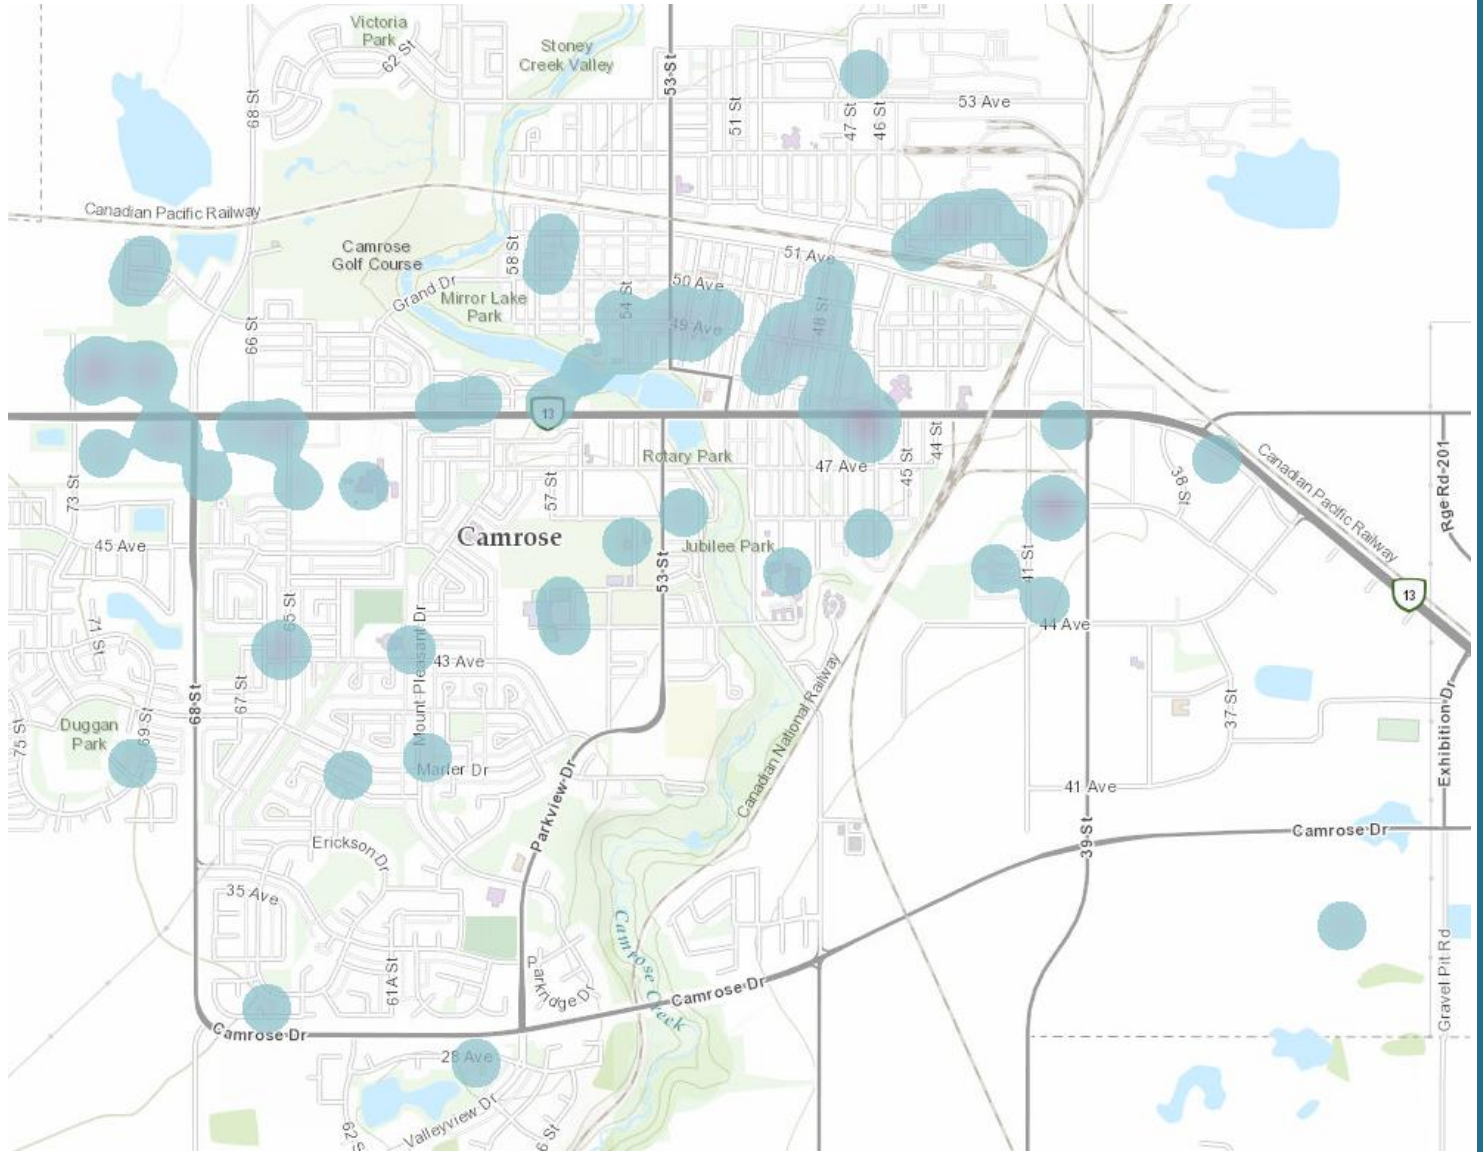 Victoria
Park
62 St
Stoney
Creek Valley
53 St
68 St
51 St
47 St
46 St
53 Ave
Canadian Pacific Railway
Camrose
Golf Course
58 St
Grand Dr
Mirror Lake
Park
51 Ave
50 Ave
54 St
49 Ave
48 St
66 St
13
Rotary Park
47 Ave
45 St
44 St
38 St
Canadian Pacific Railway
Rge Rd 201
73 St
57 St
Camrose
45 Ave
Jubilee Park
53 St
41 St
13
44 Ave
65 St
71 St
Mount Pleasant Dr
43 Ave
67 St
68 St
69 St
75 St
Duggan
Park
Marler Dr
Canadian National Railway
37 St
Exhibition Dr
41 Ave
Parkview Dr
Erickson Dr
39 St
Camrose Dr
35 Ave
61A St
Parkridge Dr
Camrose Creek
Camrose Dr
Gravel Pit Rd
Camrose Dr
28 Ave
Valleyview Dr